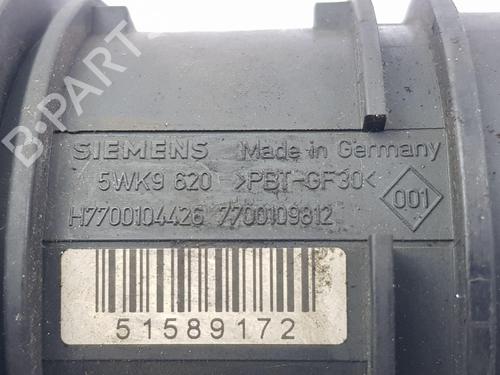 B-PARTS
SIEMENS Made in Germany
5WK9 620 >PBT-GF30< 001
H7700104426 7700109812
51589172